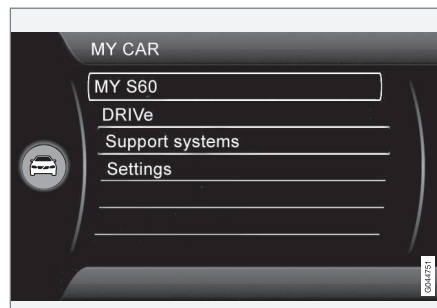 MY CAR
MY S60
DRIVe
Support systems
Settings
G044751